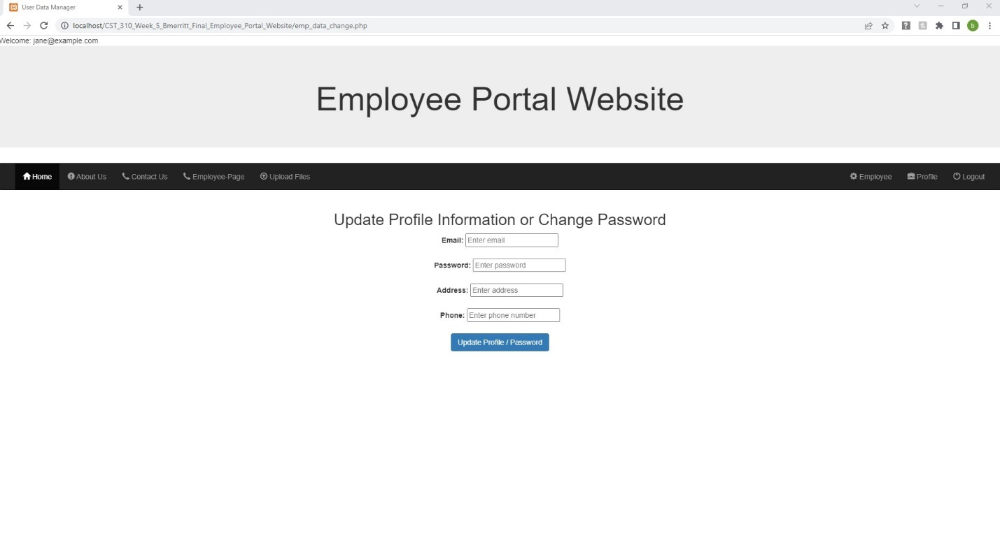 User Data Manager
localhost/CST_310_Week_5_Bmerritt_Final_Employee_Portal_Website/emp_data_change.php
b
Welcome: jane@example.com
Employee Portal Website
Home About Us Contact Us Employee-Page Upload Files Employee Profile Logout
Update Profile Information or Change Password
Email: Enter email
Password: Enter password
Address: Enter address
Phone: Enter phone number
Update Profile / Password